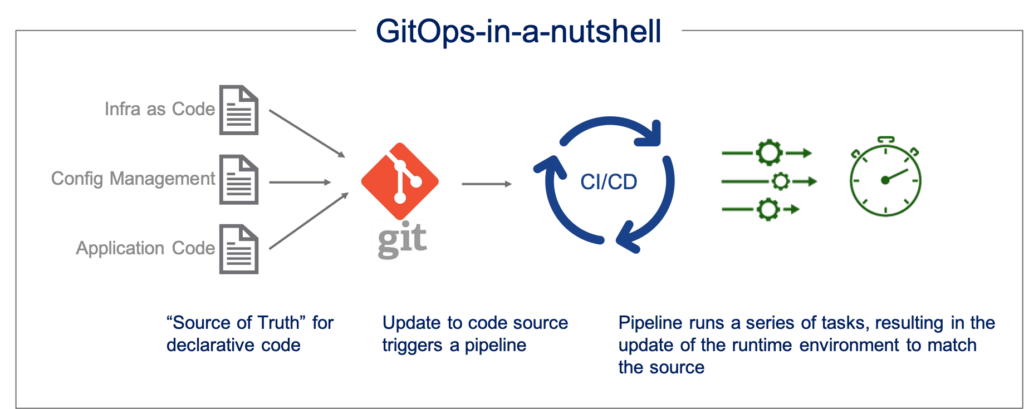 GitOps-in-a-nutshell
Infra as Code
Config Management
Application Code
git
CI/CD
“Source of Truth” for
declarative code
Update to code source
triggers a pipeline
Pipeline runs a series of tasks, resulting in the
update of the runtime environment to match
the source